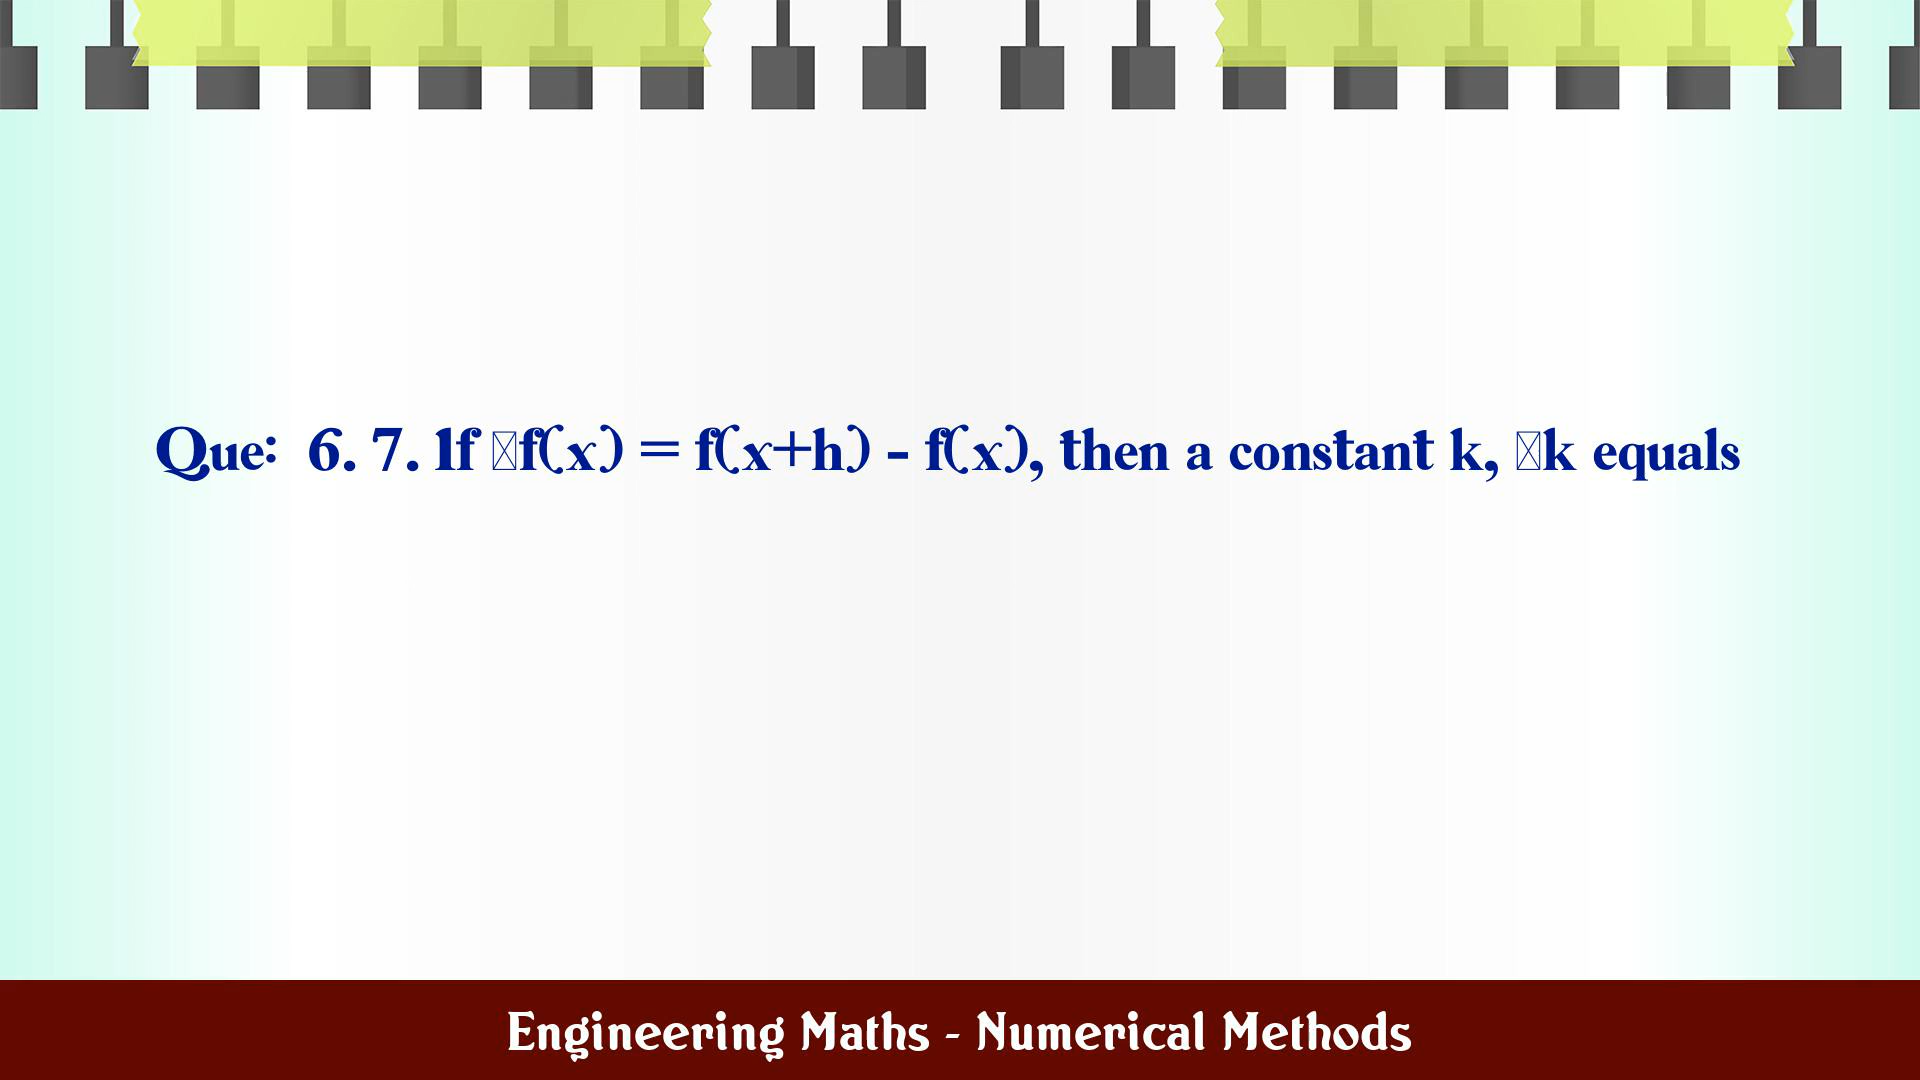 Que: 6. 7. If f(x) = f(x+h) - f(x), then a constant k, k equals
Engineering Maths - Numerical Methods